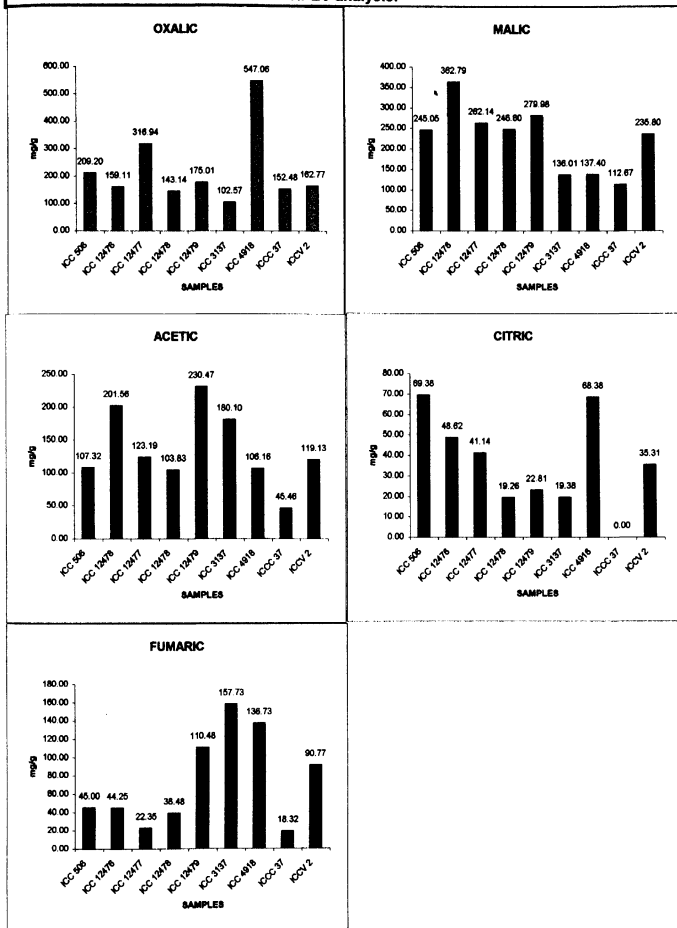 analysis.
OXALIC
600.00
500.00
400.00
300.00
200.00
100.00
0.00
mg/g
209.20
159.11
316.94
143.14
175.01
102.57
547.06
152.48
162.77
ICC 506
ICC 12476
ICC 12477
ICC 12478
ICC 12479
ICC 3137
ICC 4918
ICCC 37
ICCV 2
SAMPLES
MALIC
400.00
350.00
300.00
250.00
200.00
150.00
100.00
50.00
0.00
mg/g
245.05
362.79
262.14
246.60
279.98
136.01
137.40
112.67
235.80
ICC 506
ICC 12476
ICC 12477
ICC 12478
ICC 12479
ICC 3137
ICC 4918
ICCC 37
ICCV 2
SAMPLES
ACETIC
250.00
200.00
150.00
100.00
50.00
0.00
mg/g
107.32
201.56
123.19
103.83
230.47
180.10
106.16
45.46
119.13
ICC 506
ICC 12476
ICC 12477
ICC 12478
ICC 12479
ICC 3137
ICC 4918
ICCC 37
ICCV 2
SAMPLES
CITRIC
80.00
70.00
60.00
50.00
40.00
30.00
20.00
10.00
0.00
mg/g
69.38
48.62
41.14
19.26
22.81
19.38
68.38
0.00
35.31
ICC 506
ICC 12476
ICC 12477
ICC 12478
ICC 12479
ICC 3137
ICC 4918
ICCC 37
ICCV 2
SAMPLES
FUMARIC
180.00
160.00
140.00
120.00
100.00
80.00
60.00
40.00
20.00
0.00
mg/g
45.00
44.25
22.35
38.48
110.48
157.73
136.73
18.32
90.77
ICC 506
ICC 12476
ICC 12477
ICC 12478
ICC 12479
ICC 3137
ICC 4918
ICCC 37
ICCV 2
SAMPLES